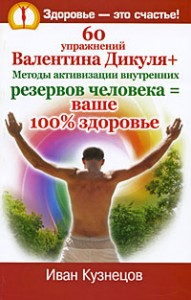 Здоровье — это счастье!
60
упражнений
Валентина Дикуля+
Методы активизации внутренних
резервов человека =
ваше
100% здоровье
Иван Кузнецов